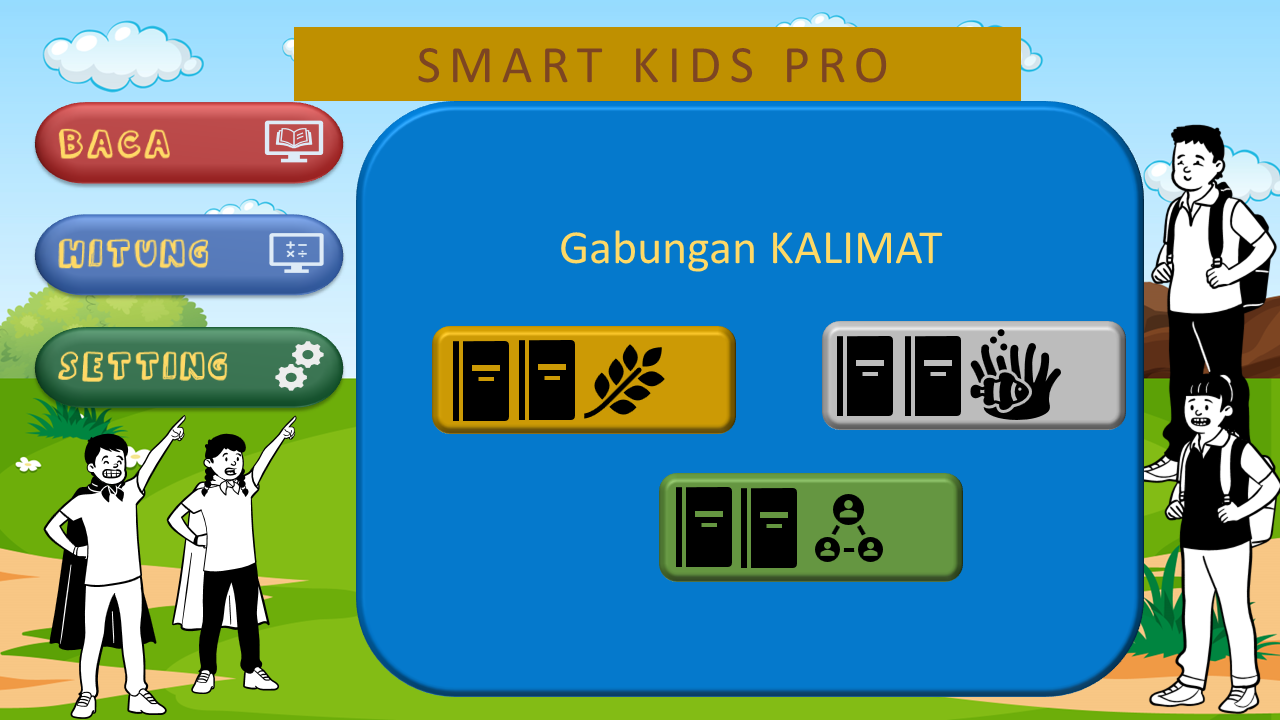 SMART KIDS PRO
BACA
HITUNG
SETTING
Gabungan KALIMAT